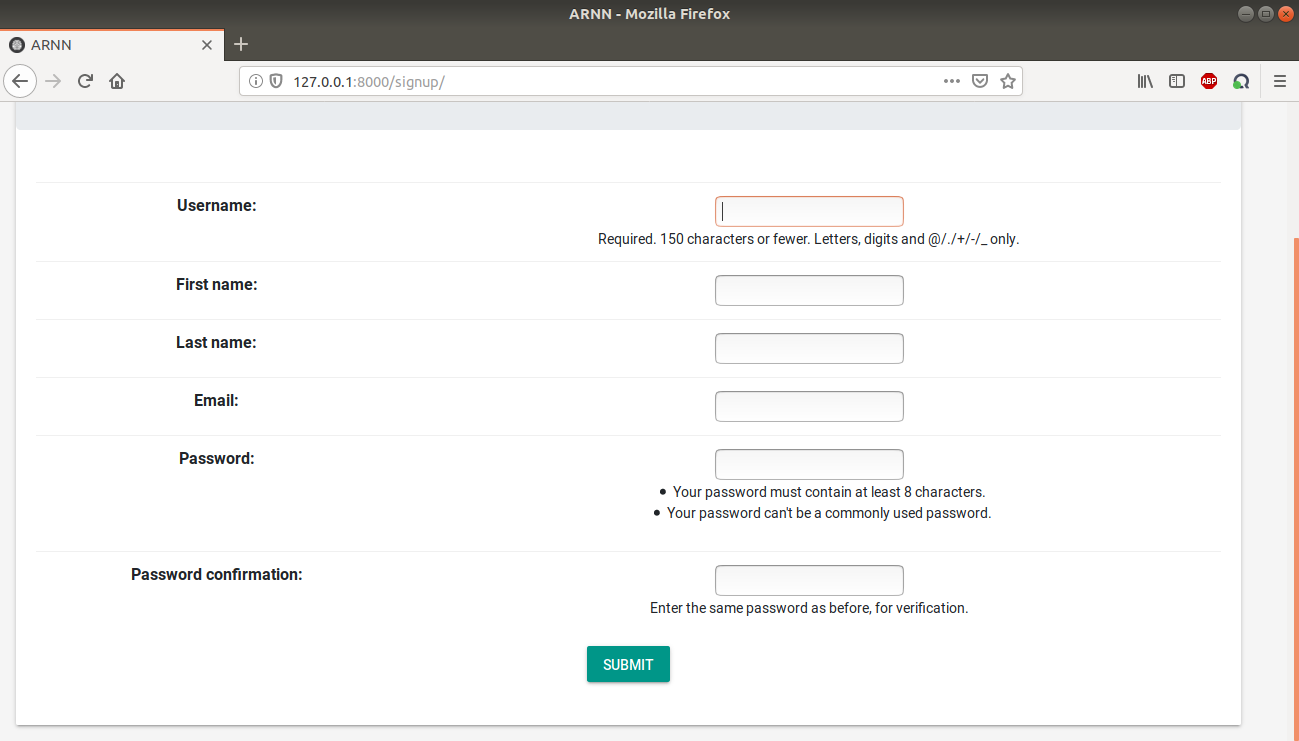 ARNN - Mozilla Firefox
ARNN
127.0.0.1:8000/signup/
ABP
Username:
Required. 150 characters or fewer. Letters, digits and @/./+/-/_ only.
First name:
Last name:
Email:
Password:
• Your password must contain at least 8 characters.
• Your password can't be a commonly used password.
Password confirmation:
Enter the same password as before, for verification.
SUBMIT